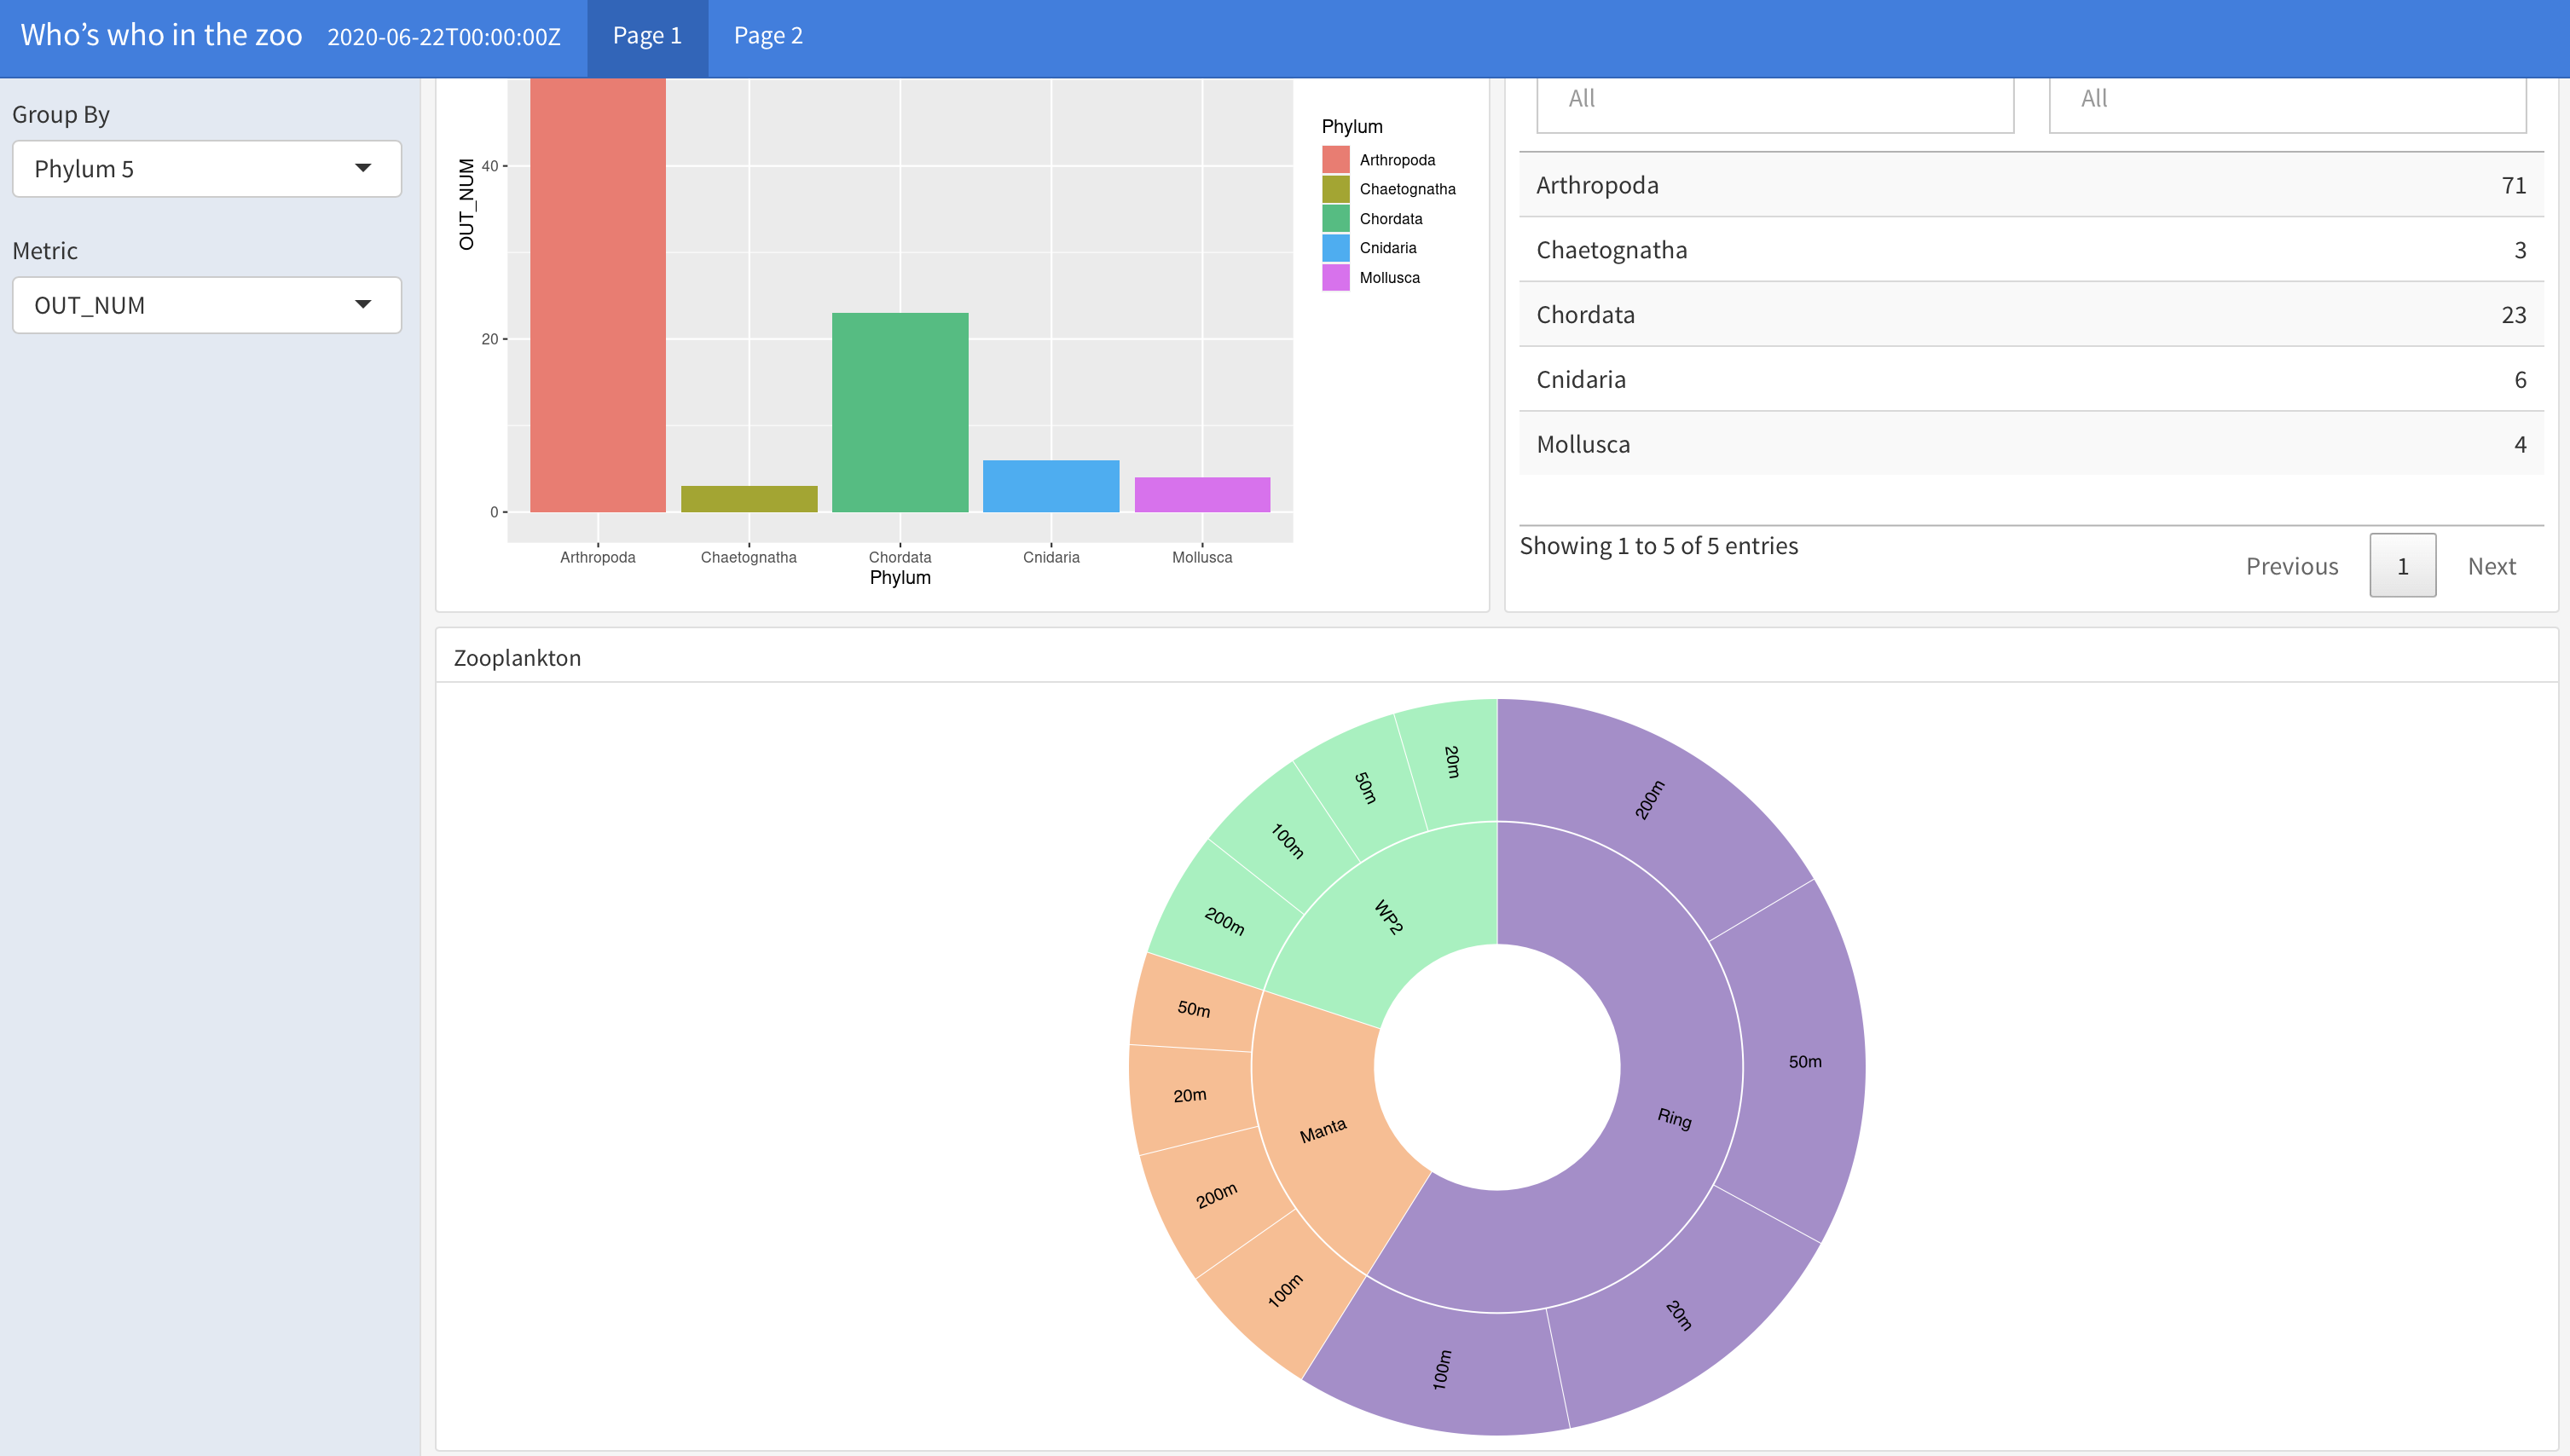 Who’s who in the zoo 2020-06-22T00:00:00Z Page 1 Page 2
Group By
Phylum 5
Metric
OUT_NUM
OUT_NUM
40
20
0
Arthropoda Chaetognatha Chordata Cnidaria Mollusca
Phylum
Phylum
Arthropoda
Chaetognatha
Chordata
Cnidaria
Mollusca
All All
Arthropoda 71
Chaetognatha 3
Chordata 23
Cnidaria 6
Mollusca 4
Showing 1 to 5 of 5 entries
Previous 1 Next
Zooplankton
200m
50m
20m
100m
Ring
100m
200m
20m
50m
Manta
200m
100m
50m
20m
WP2